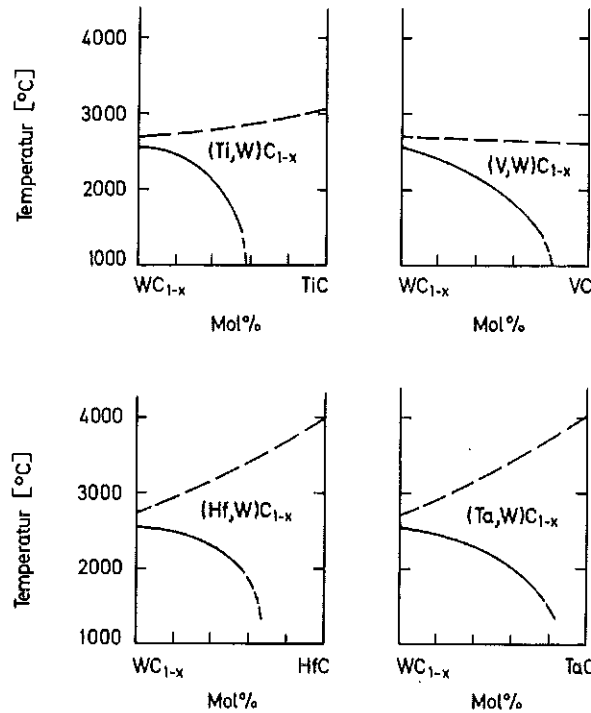 Temperatur [°C]
4000
3000
2000
1000
(Ti,W)C1-x
WC1-x
TiC
Mol%
(V,W)C1-x
WC1-x
VC
Mol%
Temperatur [°C]
4000
3000
2000
1000
(Hf,W)C1-x
WC1-x
HfC
Mol%
(Ta,W)C1-x
WC1-x
TaC
Mol%